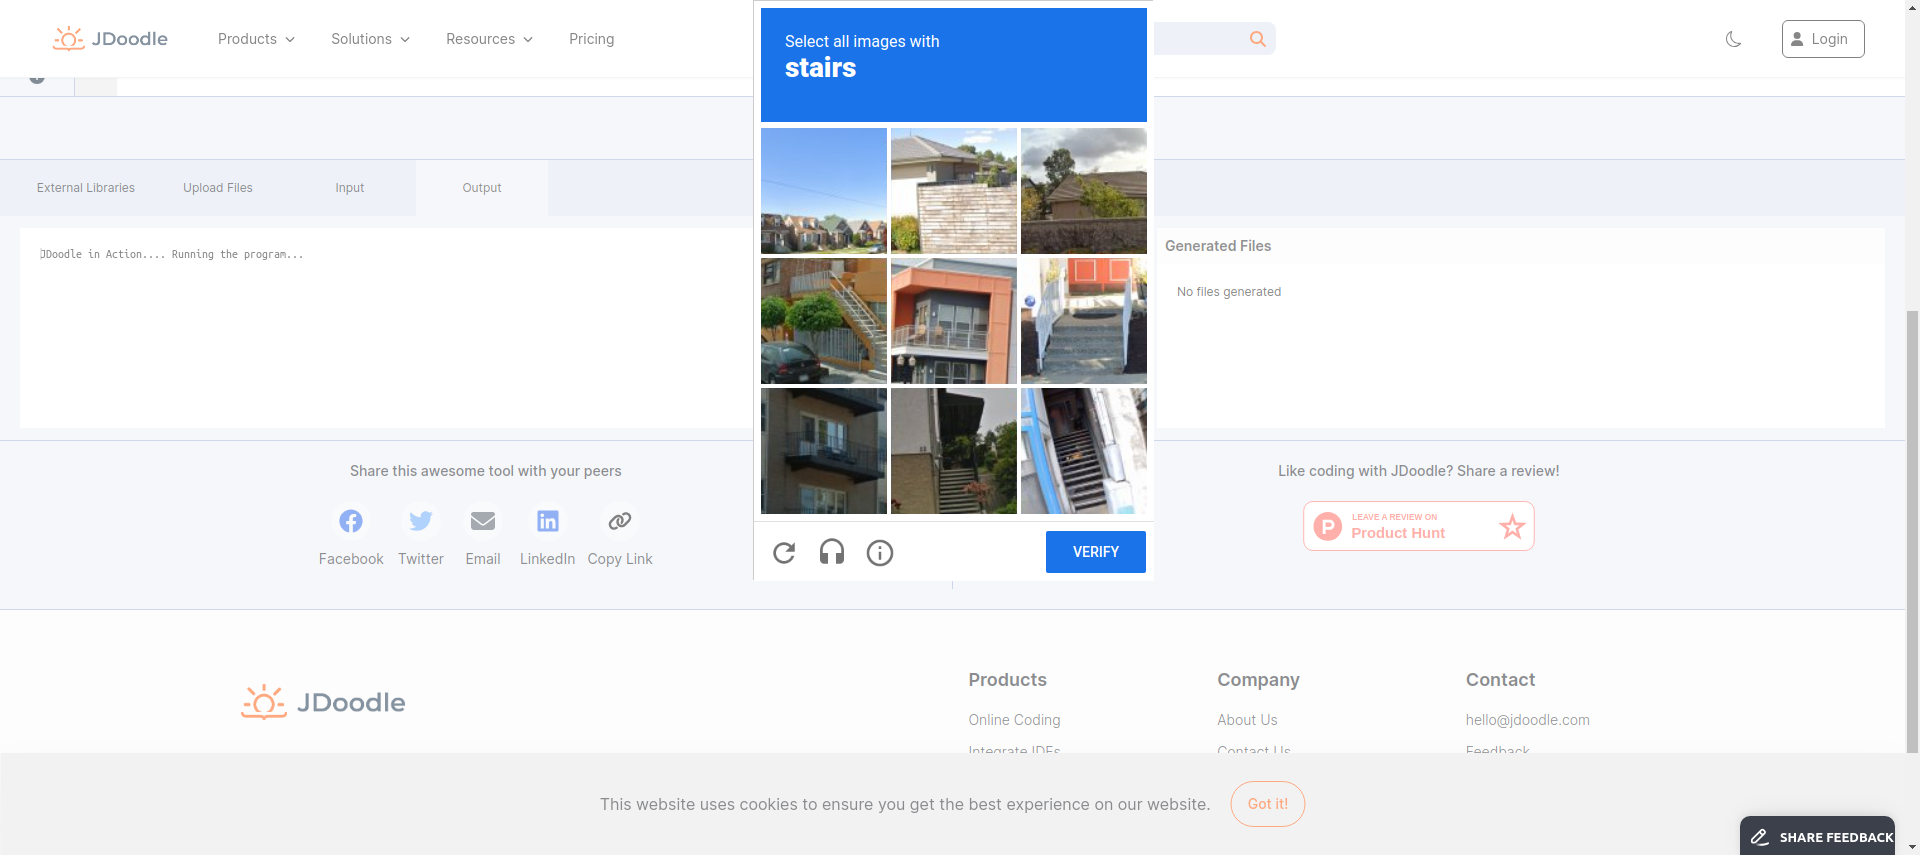 JDoodle
Products
Solutions
Resources
Pricing
Login
Select all images with
stairs
External Libraries
Upload Files
Input
Output
JDoodle in Action.... Running the program...
Generated Files
No files generated
VERIFY
Share this awesome tool with your peers
Facebook
Twitter
Email
LinkedIn
Copy Link
Like coding with JDoodle? Share a review!
LEAVE A REVIEW ON
Product Hunt
JDoodle
Products
Online Coding
Integrate IDEs
Company
About Us
Contact Us
Contact
hello@jdoodle.com
Feedback
This website uses cookies to ensure you get the best experience on our website.
Got it!
SHARE FEEDBACK